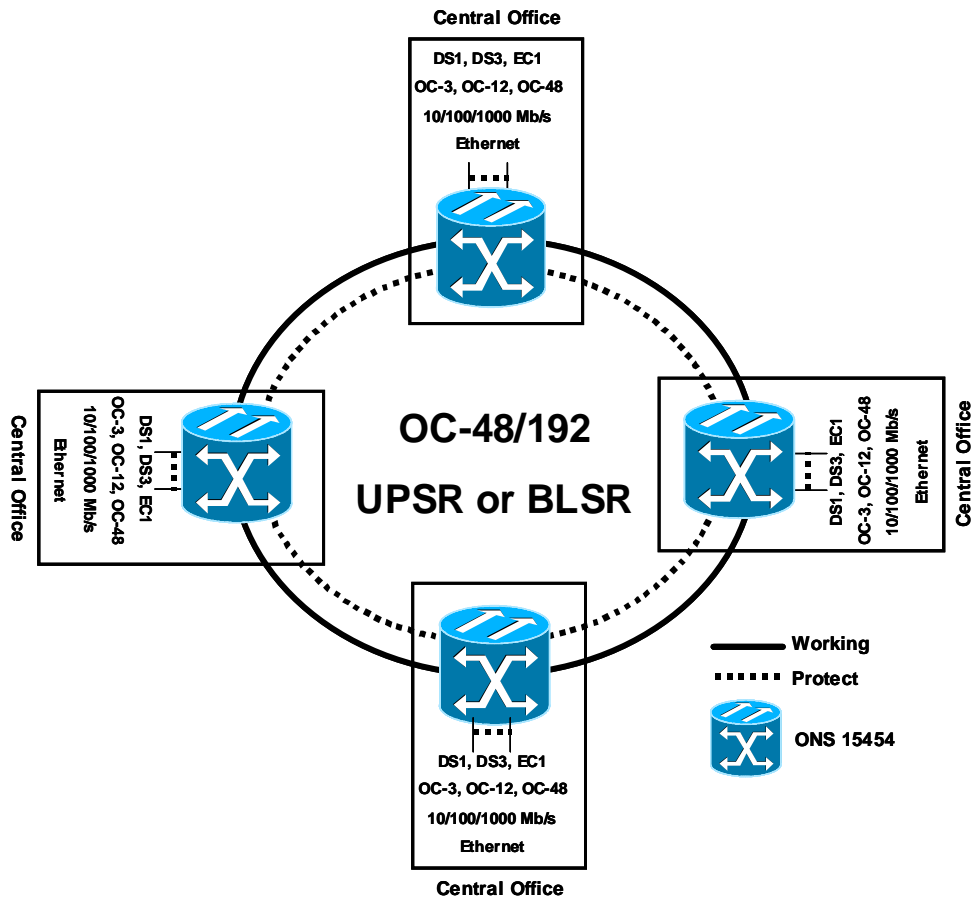 Central Office
DS1, DS3, EC1
OC-3, OC-12, OC-48
10/100/1000 Mb/s
Ethernet
Central Office
DS1, DS3, EC1
OC-3, OC-12, OC-48
10/100/1000 Mb/s
Ethernet
OC-48/192
UPSR or BLSR
DS1, DS3, EC1
OC-3, OC-12, OC-48
10/100/1000 Mb/s
Ethernet
Central Office
DS1, DS3, EC1
OC-3, OC-12, OC-48
10/100/1000 Mb/s
Ethernet
Central Office
Working
Protect
ONS 15454